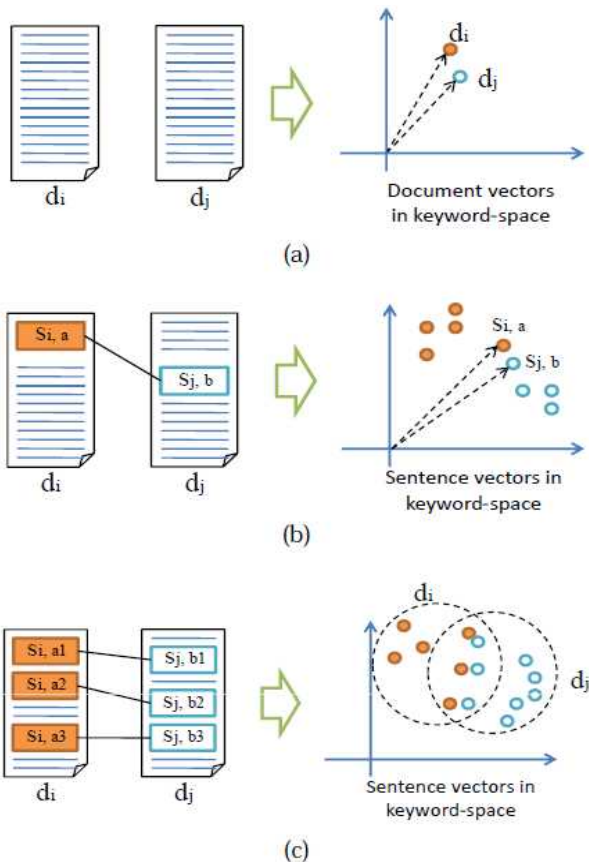 dᵢ
dⱼ
dᵢ
dⱼ
Document vectors
in keyword-space
(a)
Si, a
Sj, b
dᵢ
dⱼ
Si, a
Sj, b
Sentence vectors in
keyword-space
(b)
Si, a1
Si, a2
Si, a3
Sj, b1
Sj, b2
Sj, b3
dᵢ
dⱼ
dᵢ
dⱼ
Sentence vectors in
keyword-space
(c)